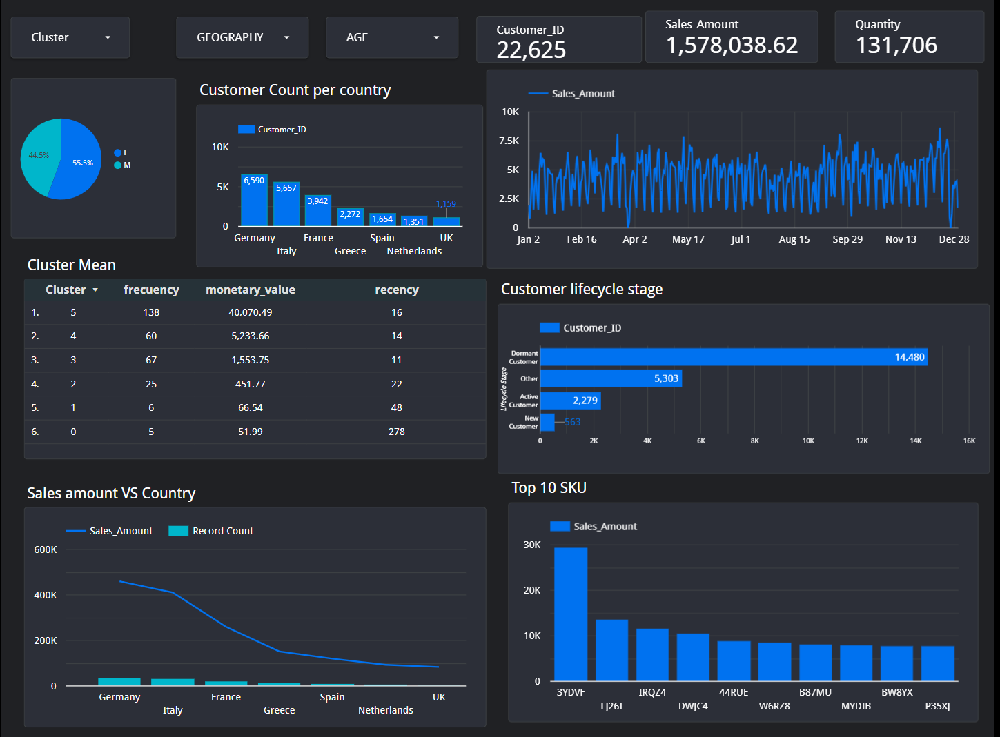 Cluster
GEOGRAPHY
AGE
Customer_ID
22,625
Sales_Amount
1,578,038.62
Quantity
131,706
44.5%
55.5%
F
M
Customer Count per country
Customer_ID
10K
5K
0
6,590
5,657
3,942
2,272
1,654
1,351
1,159
Germany
Italy
France
Greece
Spain
Netherlands
UK
Sales_Amount
10K
7.5K
5K
2.5K
0
Jan 2 Feb 16 Apr 2 May 17 Jul 1 Aug 15 Sep 29 Nov 13 Dec 28
Cluster Mean
Cluster frecuency monetary_value recency
1. 5 138 40,070.49 16
2. 4 60 5,233.66 14
3. 3 67 1,553.75 11
4. 2 25 451.77 22
5. 1 6 66.54 48
6. 0 5 51.99 278
Customer lifecycle stage
Customer_ID
Lifecycle Stage
Dormant
Customer
14,480
Other
5,303
Active
Customer
2,279
New
Customer
563
0 2K 4K 6K 8K 10K 12K 14K 16K
Sales amount VS Country
Sales_Amount Record Count
600K
400K
200K
0
Germany
Italy
France
Greece
Spain
Netherlands
UK
Top 10 SKU
Sales_Amount
30K
20K
10K
0
3YDVF
LJ26I
IRQZ4
DWJC4
44RUE
W6RZ8
B87MU
MYDIB
BW8YX
P35XJ